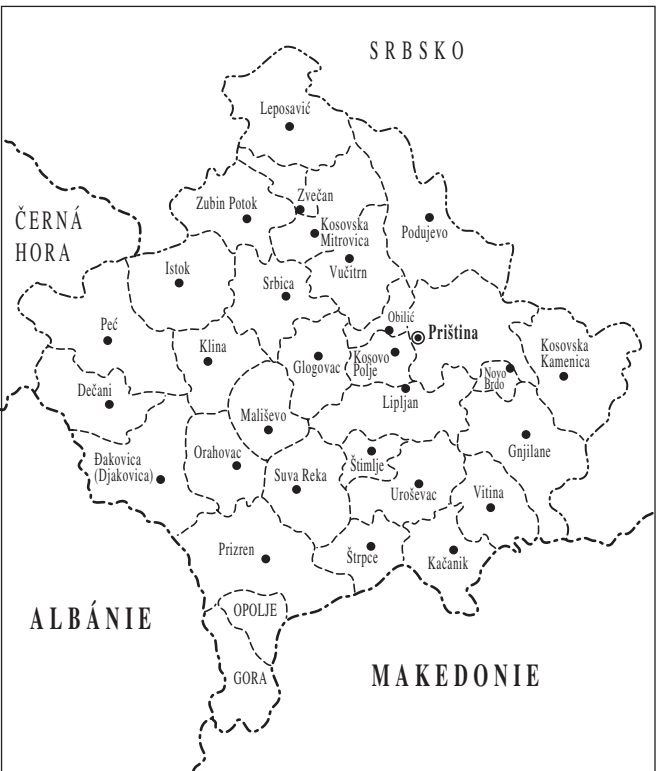 SRBSKO
Leposavić
Zvečan
Zubin Potok
ČERNÁ
HORA
Kosovska
Mitrovica
Podujevo
Istok
Vučitrn
Srbica
Obilić
Priština
Peć
Klina
Glogovac
Kosovo
Polje
Kosovska
Kamenica
Novo
Brdo
Dečani
Mališevo
Lipljan
Gnjilane
Đakovica
(Djakovica)
Orahovac
Suva Reka
Štimlje
Uroševac
Vitina
Prizren
Štrpce
Kačanik
ALBÁNIE
OPOLJE
GORA
MAKEDONIE